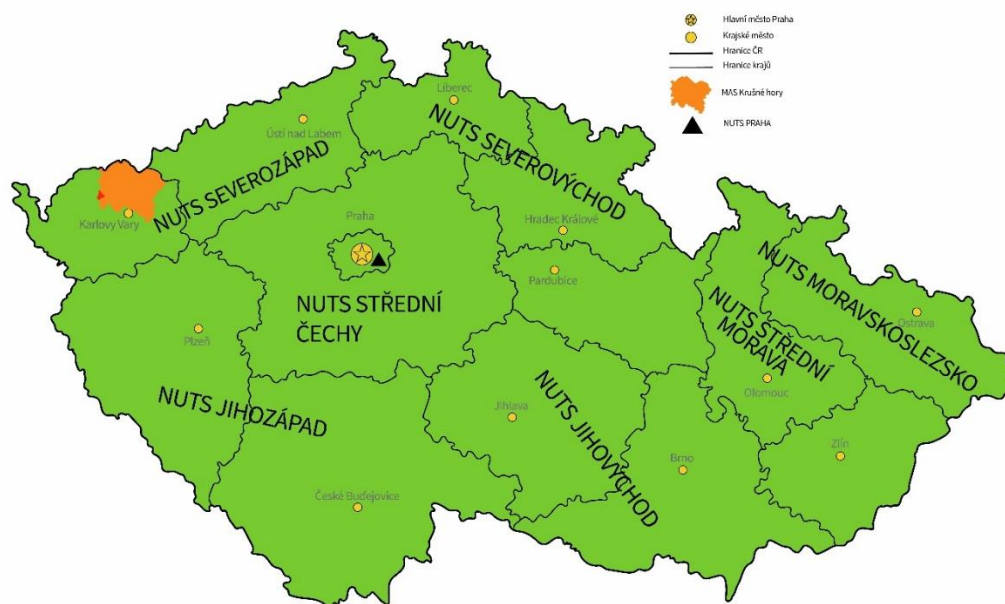 Hlavní město Praha
Krajské město
Hranice ČR
Hranice krajů
MAS Krušné hory
NUTS PRAHA
Liberec
Ústí nad Labem
NUTS SEVEROVÝCHOD
NUTS SEVEROZÁPAD
Karlovy Vary
Praha
Hradec Králové
Pardubice
NUTS STŘEDNÍ
ČECHY
NUTS MORAVSKOSLEZSKO
Ostrava
NUTS STŘEDNÍ
MORAVA
Olomouc
Plzeň
NUTS JIHOZÁPAD
Jihlava
NUTS JIHOVÝCHOD
Brno
Zlín
České Budějovice